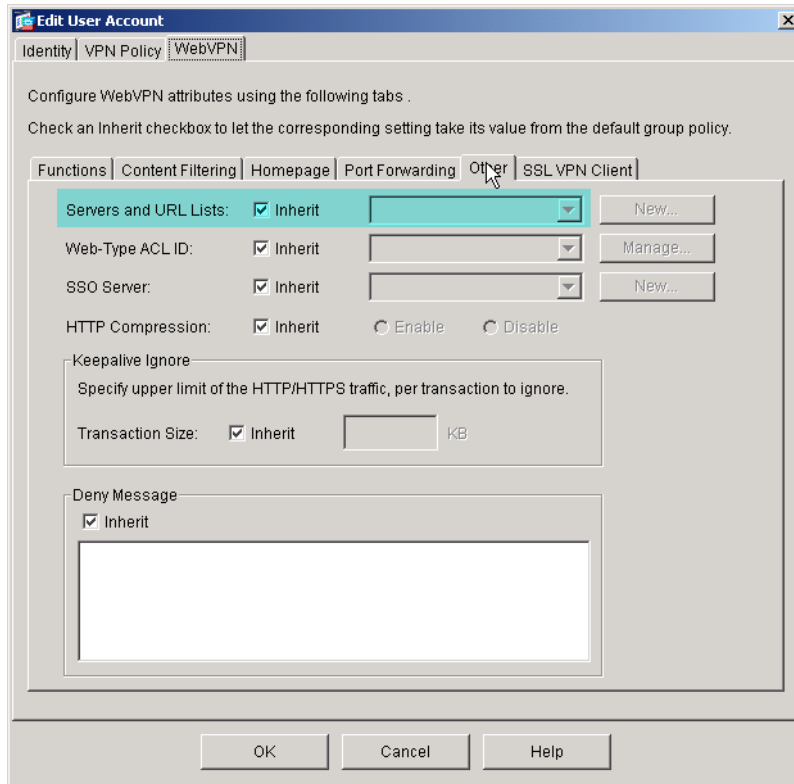 Edit User Account
Identity VPN Policy WebVPN
Configure WebVPN attributes using the following tabs .
Check an Inherit checkbox to let the corresponding setting take its value from the default group policy.
Functions Content Filtering Homepage Port Forwarding Other SSL VPN Client
Servers and URL Lists: Inherit New...
Web-Type ACL ID: Inherit Manage...
SSO Server: Inherit New...
HTTP Compression: Inherit Enable Disable
Keepalive Ignore
Specify upper limit of the HTTP/HTTPS traffic, per transaction to ignore.
Transaction Size: Inherit KB
Deny Message
Inherit
OK Cancel Help